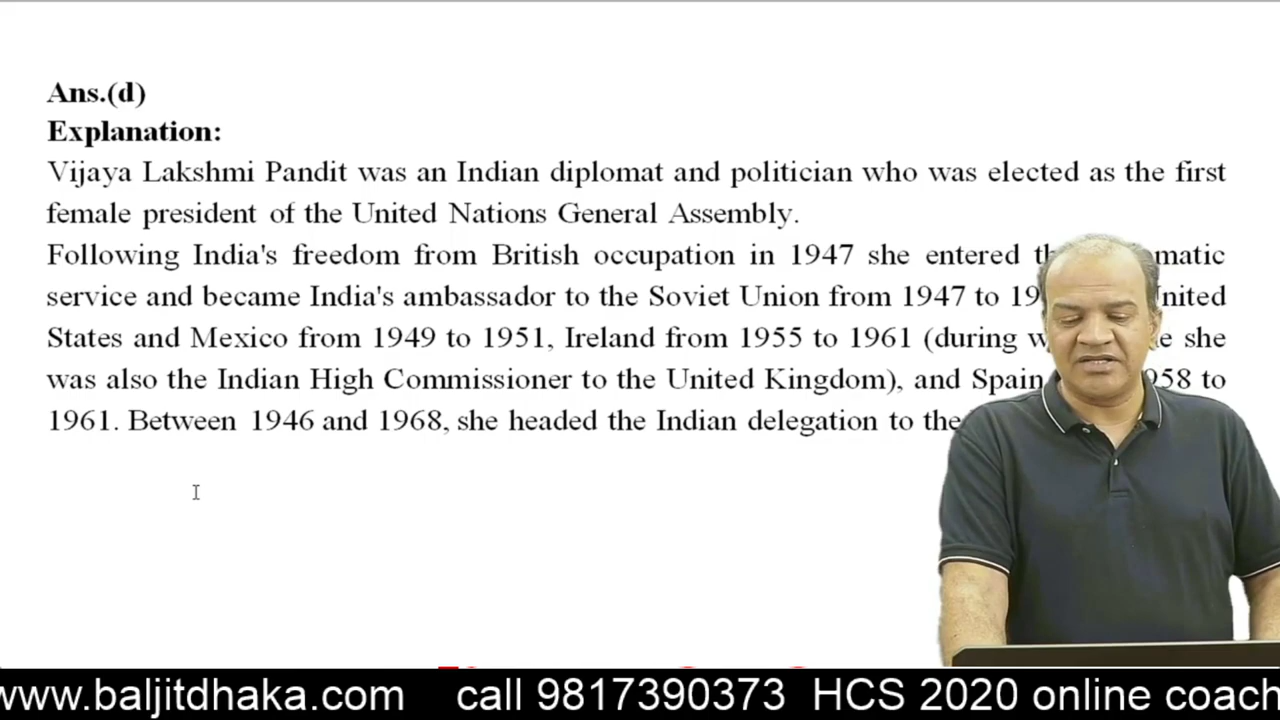 Ans.(d)
Explanation:
Vijaya Lakshmi Pandit was an Indian diplomat and politician who was elected as the first
female president of the United Nations General Assembly.
Following India's freedom from British occupation in 1947 she entered
service and became India's ambassador to the Soviet Union from 1947 to
States and Mexico from 1949 to 1951, Ireland from 1955 to 1961 (during she
was also the Indian High Commissioner to the United Kingdom), and Spain to
1961. Between 1946 and 1968, she headed the Indian delegation to the
www.baljitdhaka.com call 9817390373 HCS 2020 online